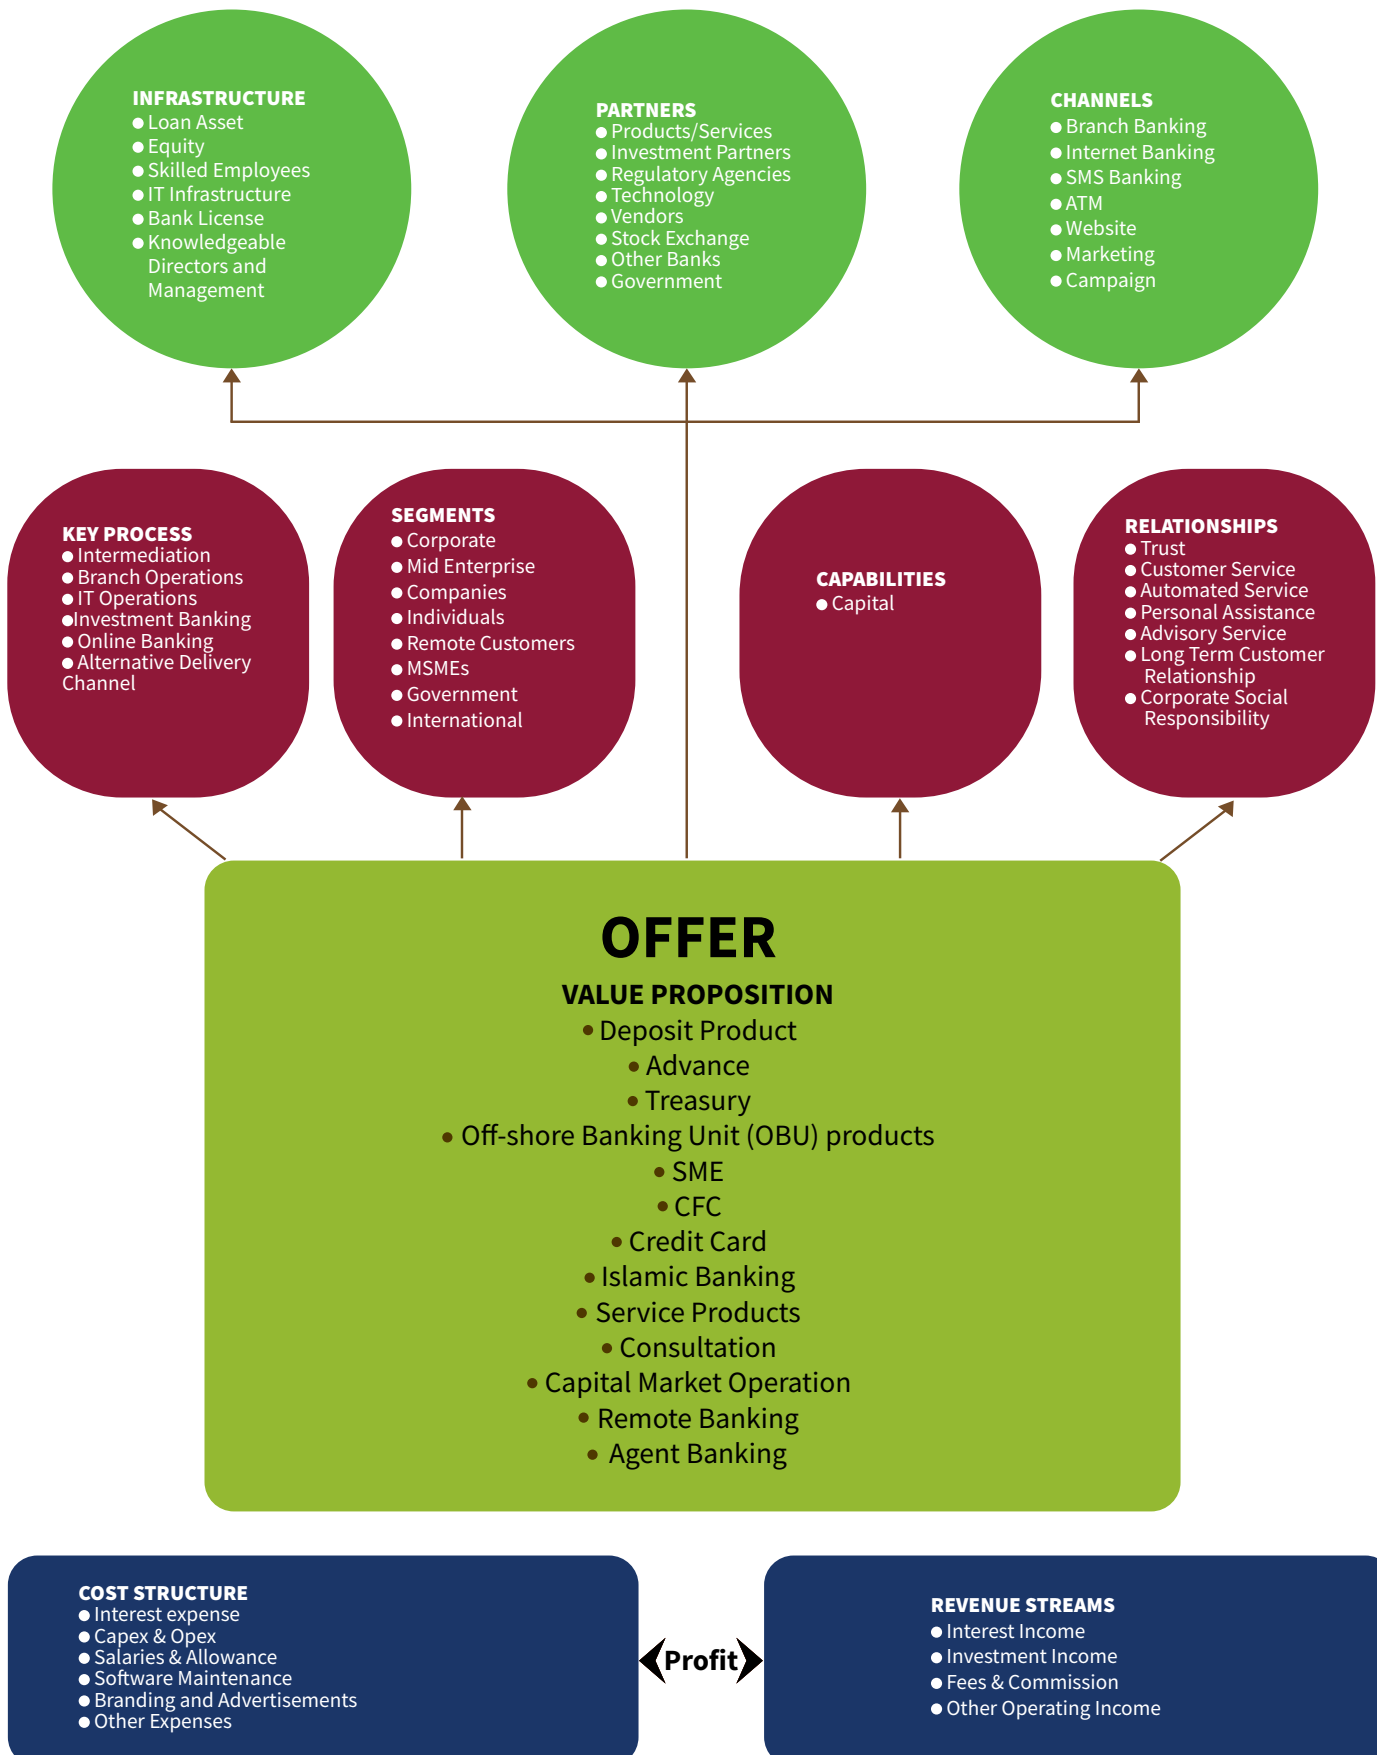 INFRASTRUCTURE
● Loan Asset
● Equity
● Skilled Employees
● IT Infrastructure
● Bank License
● Knowledgeable
Directors and
Management
PARTNERS
● Products/Services
● Investment Partners
● Regulatory Agencies
● Technology
● Vendors
● Stock Exchange
● Other Banks
● Government
CHANNELS
● Branch Banking
● Internet Banking
● SMS Banking
● ATM
● Website
● Marketing
● Campaign
KEY PROCESS
● Intermediation
● Branch Operations
● IT Operations
●Investment Banking
● Online Banking
● Alternative Delivery
Channel
SEGMENTS
● Corporate
● Mid Enterprise
● Companies
● Individuals
● Remote Customers
● MSMEs
● Government
● International
CAPABILITIES
● Capital
RELATIONSHIPS
● Trust
● Customer Service
● Automated Service
● Personal Assistance
● Advisory Service
● Long Term Customer
Relationship
● Corporate Social
Responsibility
OFFER
VALUE PROPOSITION
• Deposit Product
• Advance
• Treasury
• Off-shore Banking Unit (OBU) products
• SME
• CFC
• Credit Card
• Islamic Banking
• Service Products
• Consultation
• Capital Market Operation
• Remote Banking
• Agent Banking
COST STRUCTURE
● Interest expense
● Capex & Opex
● Salaries & Allowance
● Software Maintenance
● Branding and Advertisements
● Other Expenses
Profit
REVENUE STREAMS
● Interest Income
● Investment Income
● Fees & Commission
● Other Operating Income